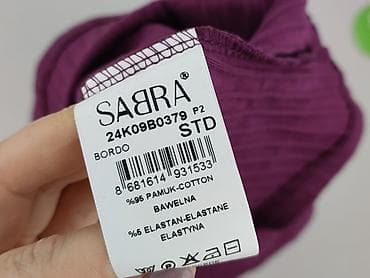 SABRA®
24K09B0379 P2
STD
BORDO
8 681614 931533
%95 PAMUK-COTTON
BAWELNA
%5 ELASTAN-ELASTANE
ELASTYNA